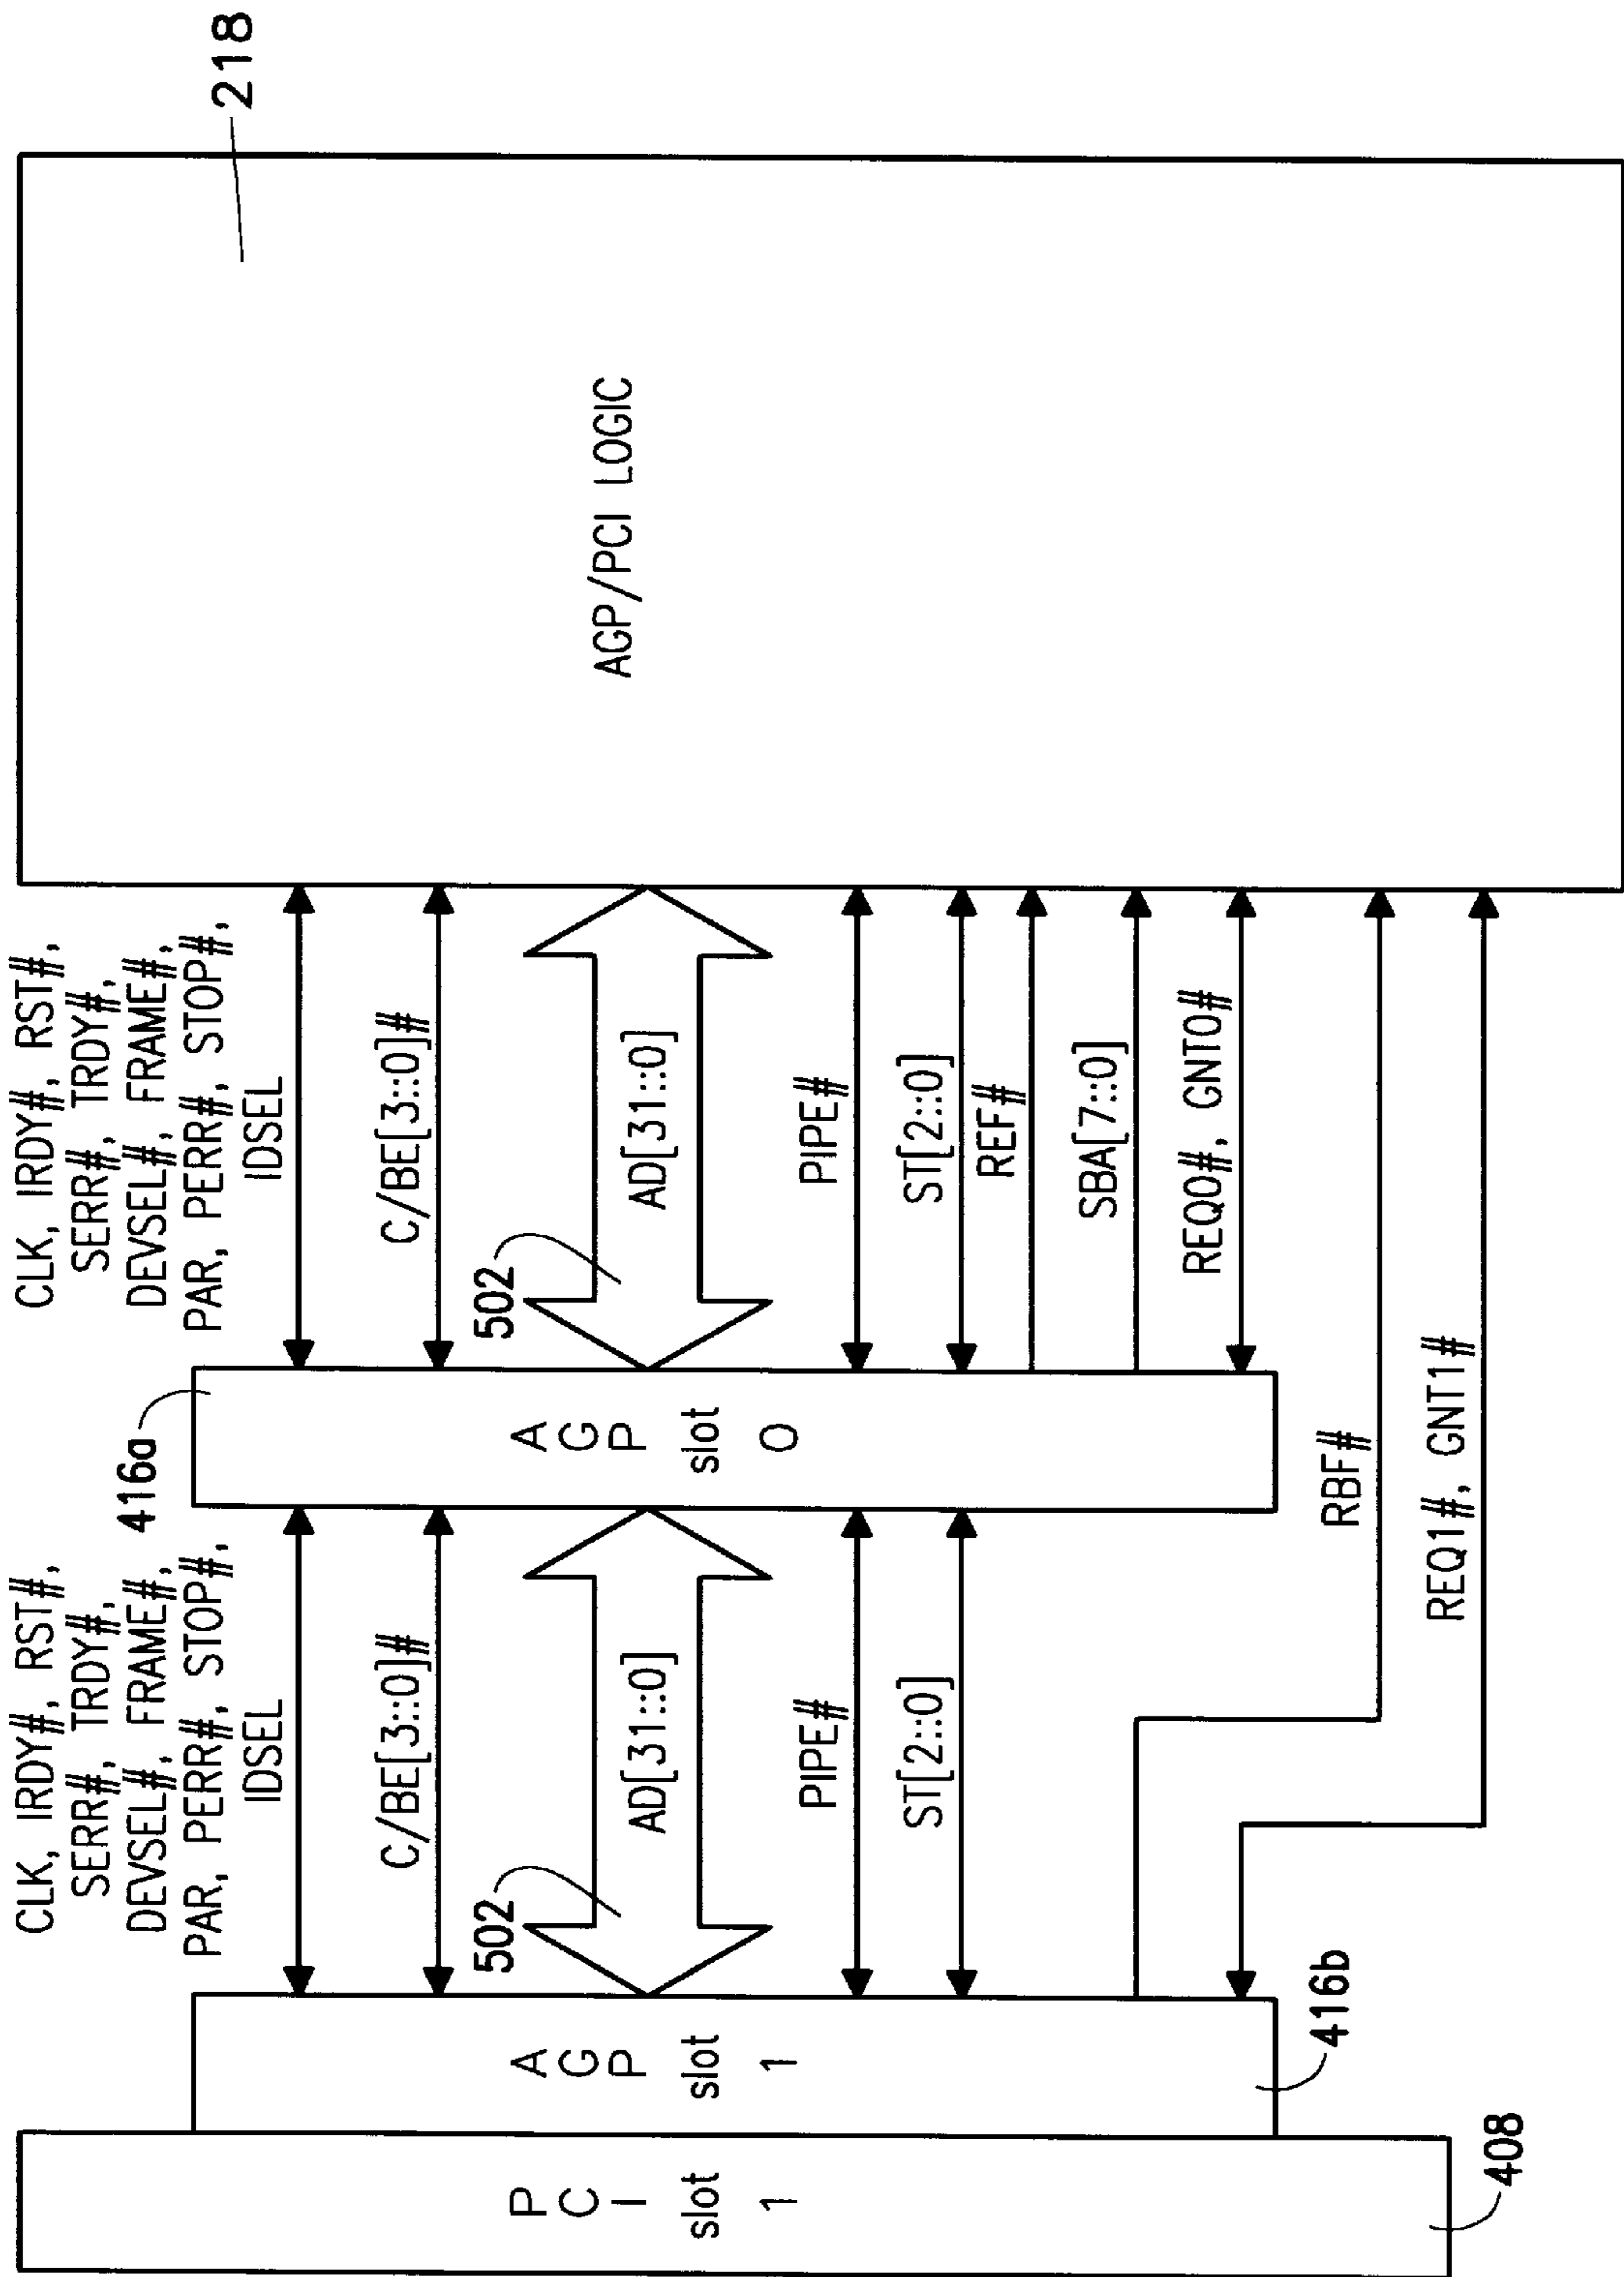 CLK, IRDY#, RST#,
SERR#, TRDY#,
DEVSEL#, FRAME#,
PAR, PERR#, STOP#,
IDSEL
C/BE[3::0]#
502
AD[31::0]
PIPE#
ST[2::0]
PCI
slot
1
408
AGP
slot
1
416b
416a
AGP
slot
0
CLK, IRDY#, RST#,
SERR#, TRDY#,
DEVSEL#, FRAME#,
PAR, PERR#, STOP#,
IDSEL
C/BE[3::0]#
502
AD[31::0]
PIPE#
ST[2::0]
REF#
SBA[7::0]
REQ0#, GNT0#
RBF#
REQ1#, GNT1#
AGP/PCI LOGIC
218